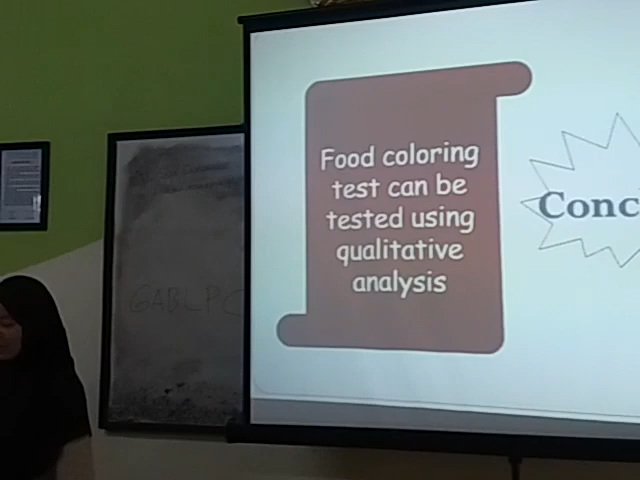 Food coloring
test can be
tested using
qualitative
analysis
Conc